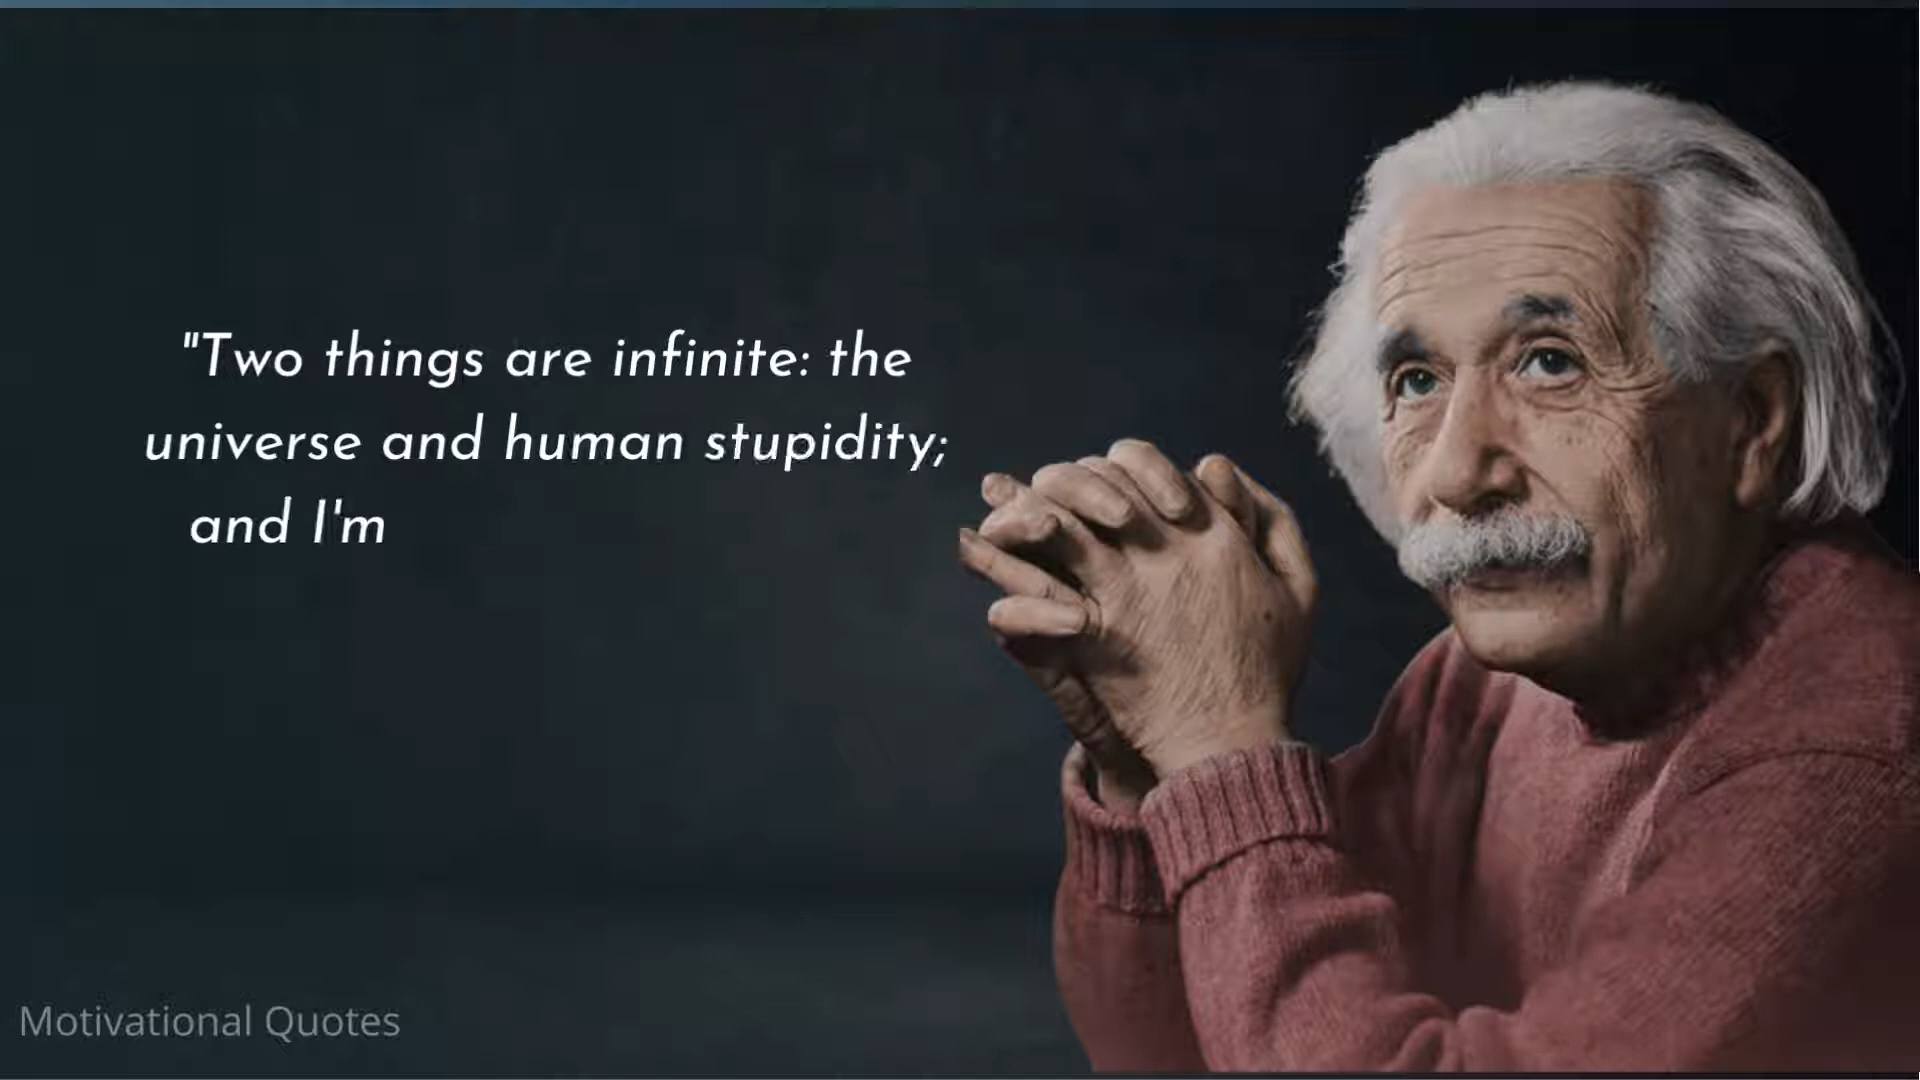 "Two things are infinite: the
universe and human stupidity;
and I'm
Motivational Quotes